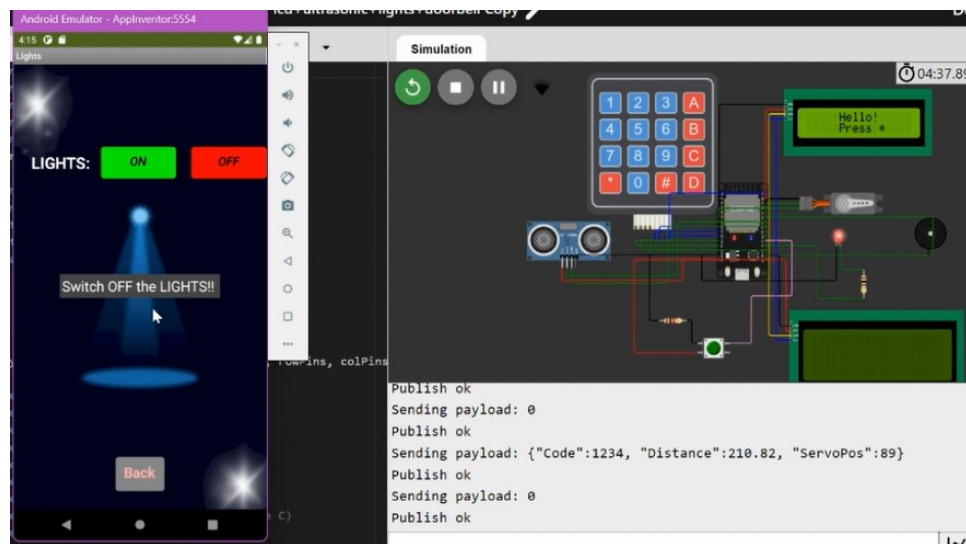 Android Emulator - AppInventor:5554
4:15
Lights
LIGHTS:
ON
OFF
Switch OFF the LIGHTS!!
Back
Copy
Simulation
04:37.89
1 2 3 A
4 5 6 B
7 8 9 C
* 0 # D
Hello!
Press *
, rowPins, colPins
e C)
Publish ok
Sending payload: 0
Publish ok
Sending payload: {"Code":1234, "Distance":210.82, "ServoPos":89}
Publish ok
Sending payload: 0
Publish ok